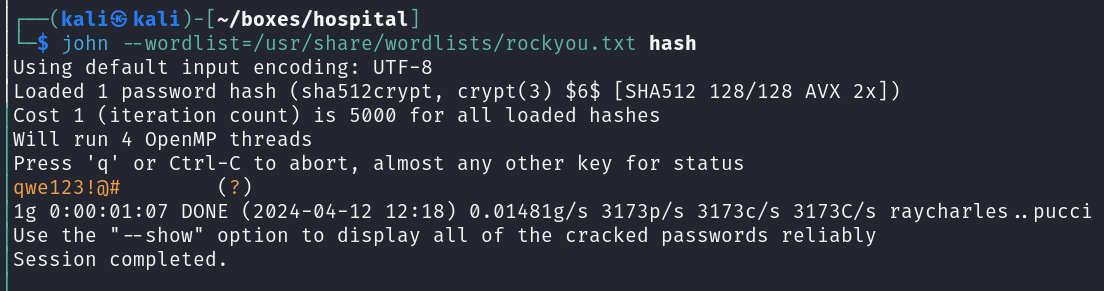 ┌──(kali㉿kali)-[~/boxes/hospital]
└─$ john --wordlist=/usr/share/wordlists/rockyou.txt hash
Using default input encoding: UTF-8
Loaded 1 password hash (sha512crypt, crypt(3) $6$ [SHA512 128/128 AVX 2x])
Cost 1 (iteration count) is 5000 for all loaded hashes
Will run 4 OpenMP threads
Press 'q' or Ctrl-C to abort, almost any other key for status
qwe123!@#        (?)
1g 0:00:01:07 DONE (2024-04-12 12:18) 0.01481g/s 3173p/s 3173c/s 3173C/s raycharles..pucci
Use the "--show" option to display all of the cracked passwords reliably
Session completed.